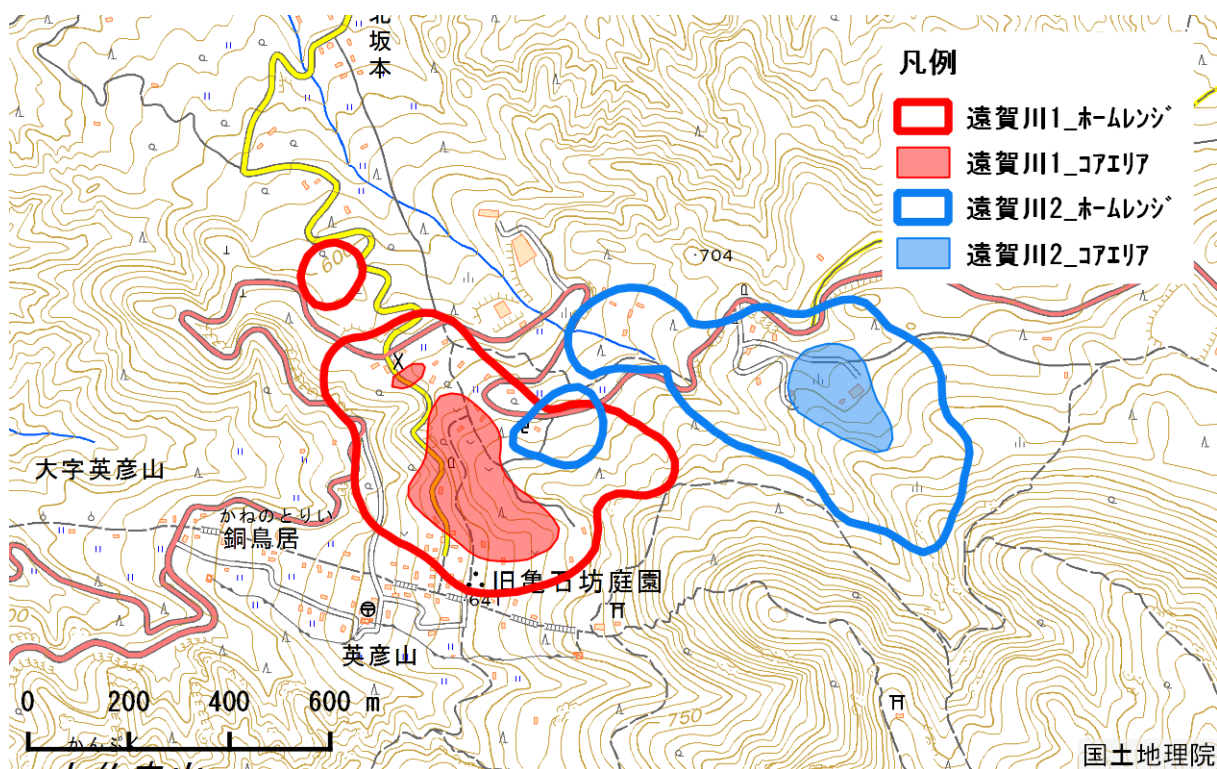 北坂本
凡例
遠賀川1_ホームレンジ
遠賀川1_コアエリア
遠賀川2_ホームレンジ
遠賀川2_コアエリア
600
704
大字英彦山
かねのとりい
銅鳥居
旧亀石坊庭園
641
英彦山
750
0 200 400 600 m
国土地理院